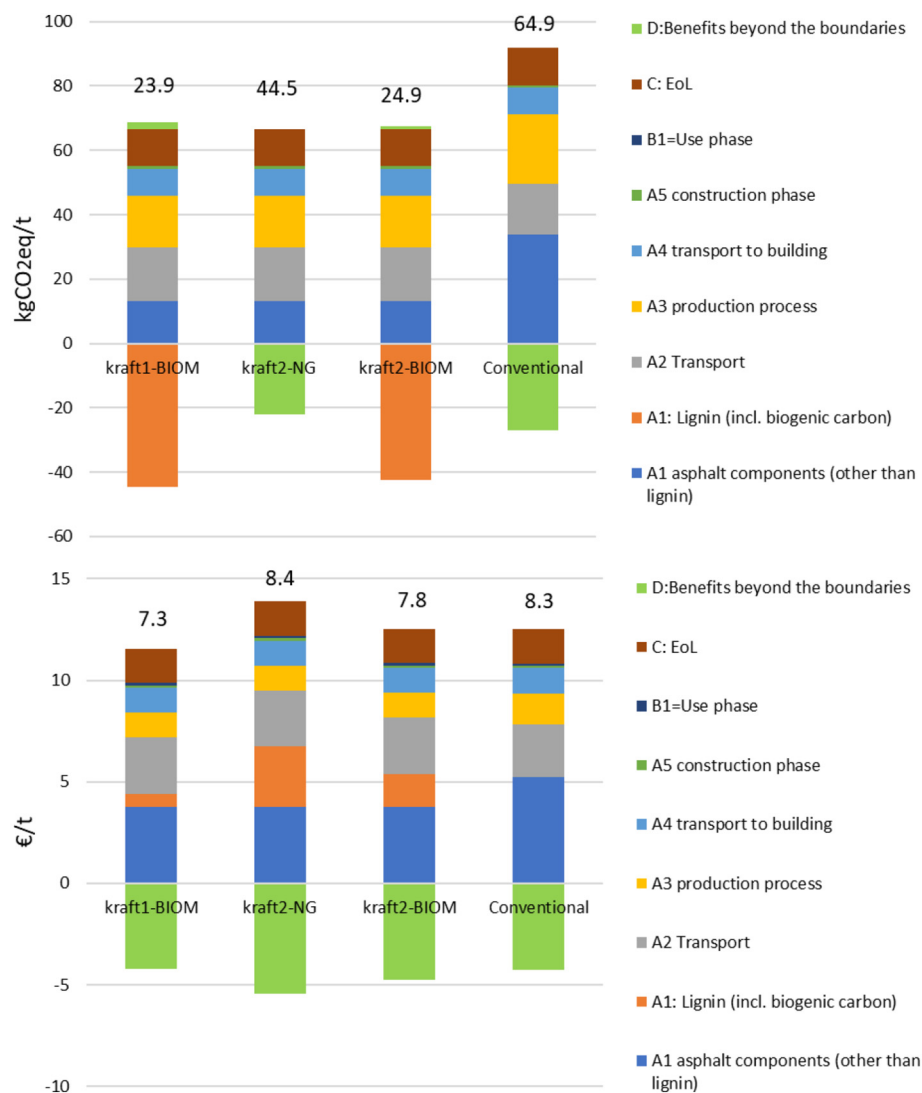 100
80
60
40
20
0
-20
-40
-60
kgCO2eq/t
23.9
44.5
24.9
64.9
kraft1-BIOM
kraft2-NG
kraft2-BIOM
Conventional
D:Benefits beyond the boundaries
C: EoL
B1=Use phase
A5 construction phase
A4 transport to building
A3 production process
A2 Transport
A1: Lignin (incl. biogenic carbon)
A1 asphalt components (other than
lignin)
15
10
5
0
-5
-10
€/t
7.3
8.4
7.8
8.3
kraft1-BIOM
kraft2-NG
kraft2-BIOM
Conventional
D:Benefits beyond the boundaries
C: EoL
B1=Use phase
A5 construction phase
A4 transport to building
A3 production process
A2 Transport
A1: Lignin (incl. biogenic carbon)
A1 asphalt components (other than
lignin)